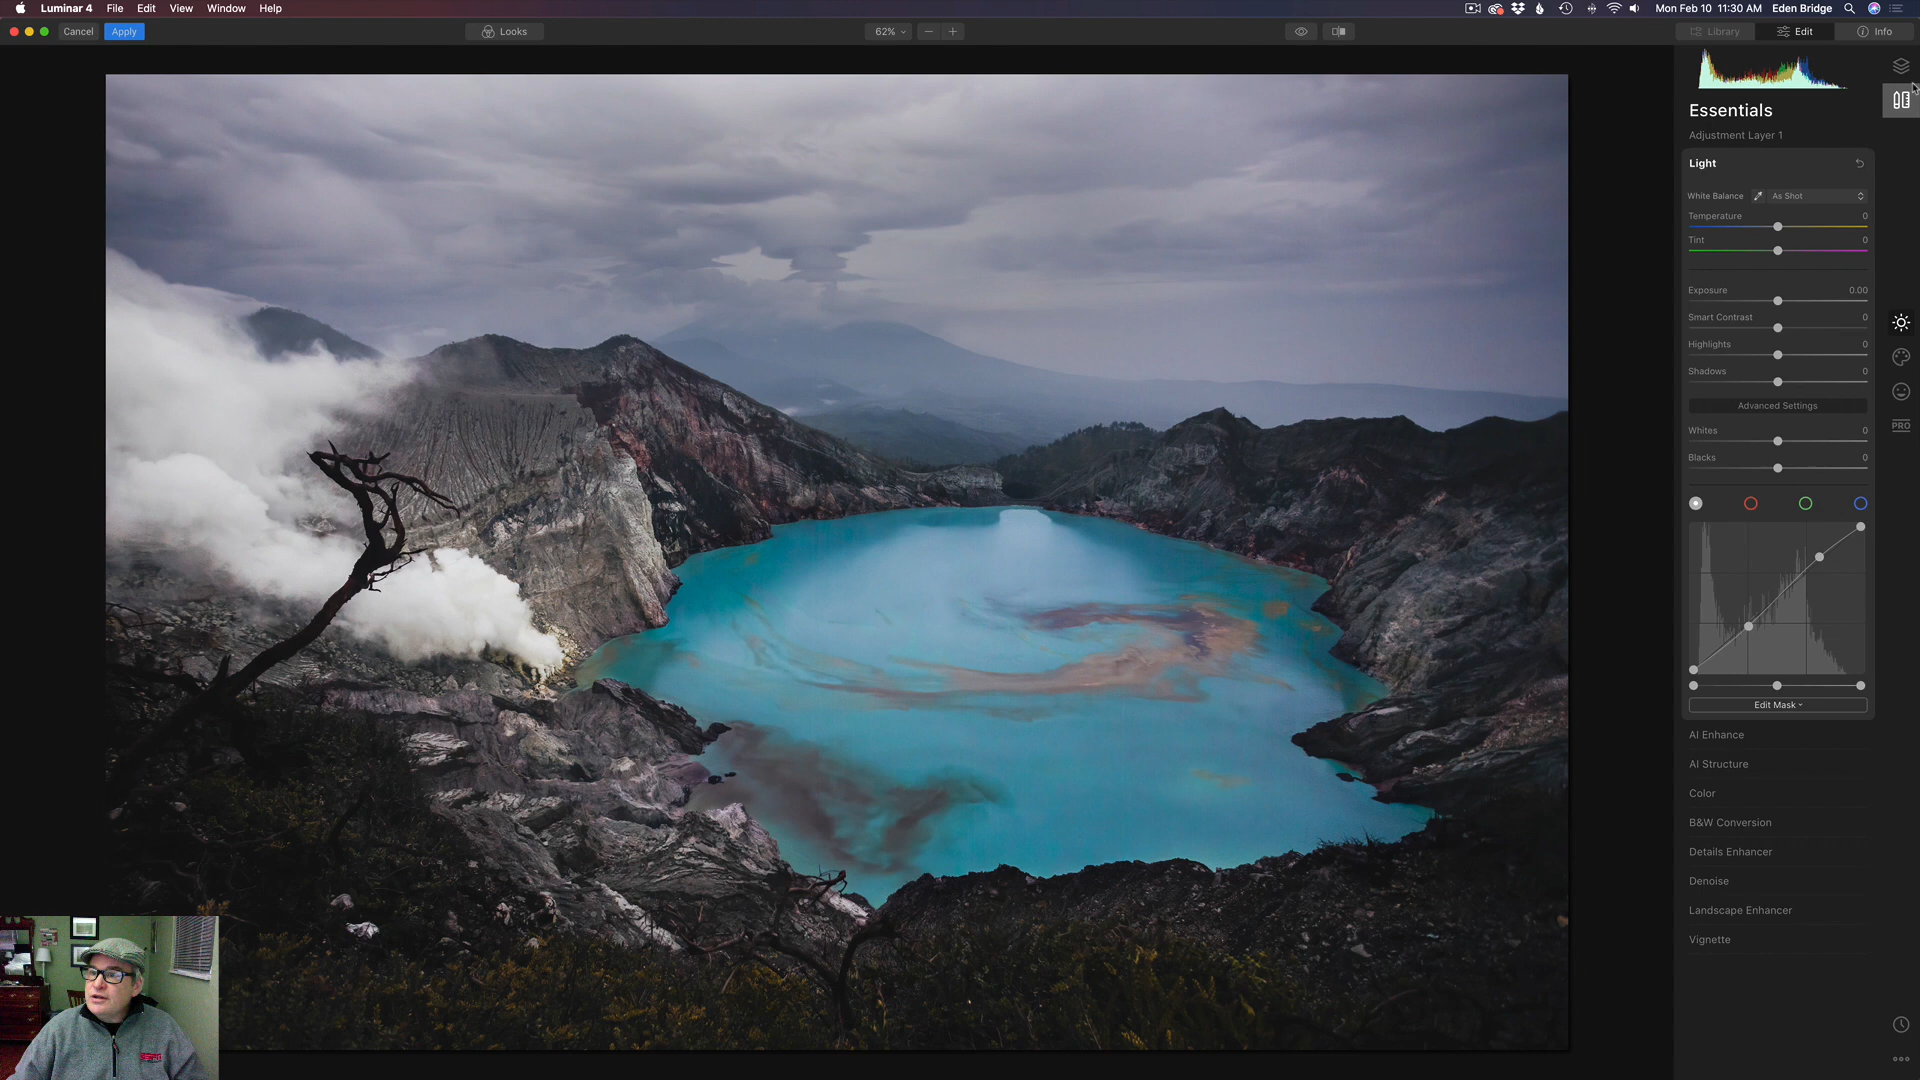 Luminar 4 File Edit View Window Help
Mon Feb 10 11:30 AM Eden Bridge
Cancel Apply Looks 62% Library Edit Info
Essentials
Adjustment Layer 1
Light
White Balance As Shot
Temperature 0
Tint 0
Exposure 0.00
Smart Contrast 0
Highlights 0
Shadows 0
PRO
Advanced Settings
Whites 0
Blacks 0
Edit Mask
AI Enhance
AI Structure
Color
B&W Conversion
Details Enhancer
Denoise
Landscape Enhancer
Vignette